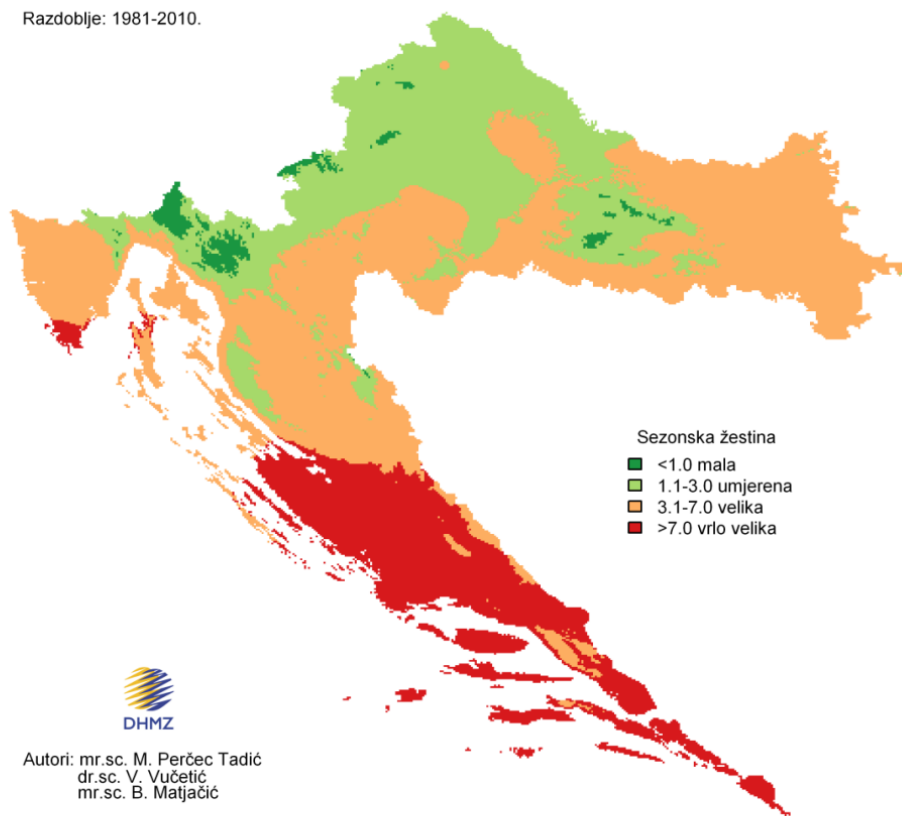 Razdoblje: 1981-2010.
Sezonska žestina
<1.0 mala
1.1-3.0 umjerena
3.1-7.0 velika
>7.0 vrlo velika
DHMZ
Autori: mr.sc. M. Perčec Tadić
dr.sc. V. Vučetić
mr.sc. B. Matjačić